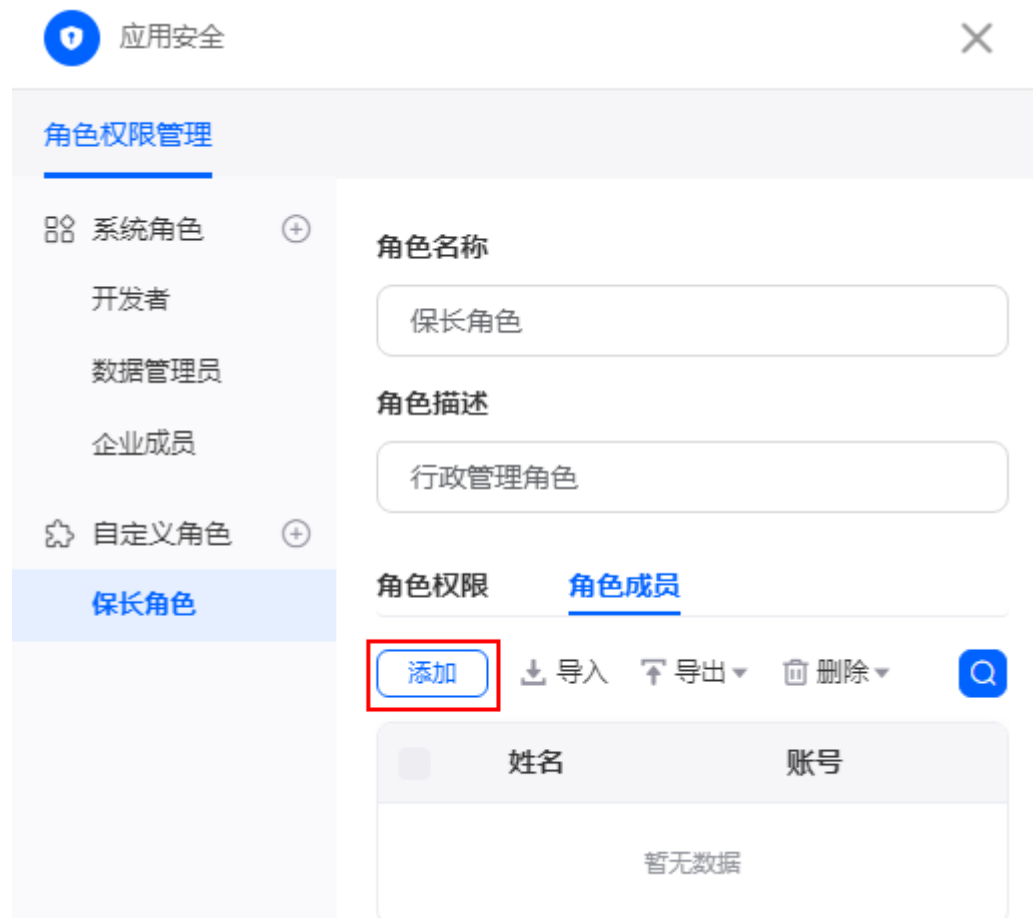 应用安全
角色权限管理
系统角色
开发者
数据管理员
企业成员
自定义角色
保长角色
角色名称
保长角色
角色描述
行政管理角色
角色权限 角色成员
添加 导入 导出 删除
姓名 账号
暂无数据